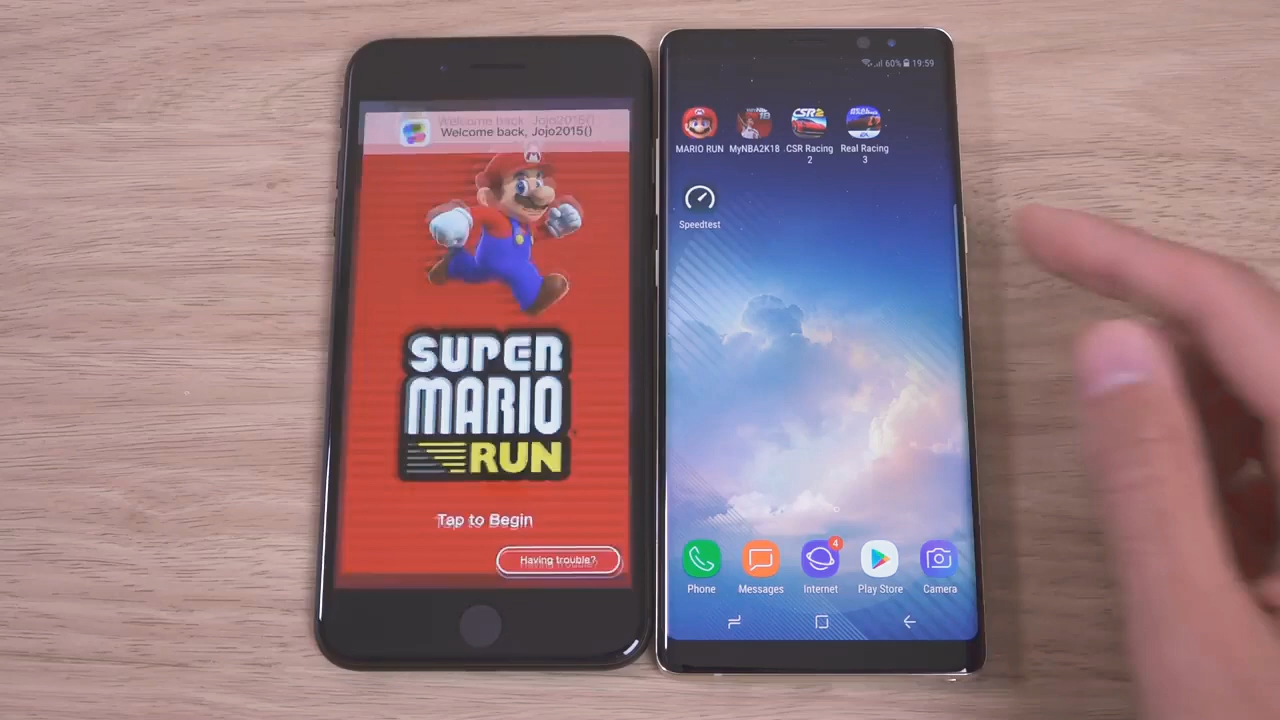 Welcome back, Jojo2015()
SUPER
MARIO
RUN
Tap to Begin
Having trouble?
60% 19:59
MARIO RUN
MyNBA2K18
CSR Racing
2
Real Racing
3
Speedtest
4
Phone
Messages
Internet
Play Store
Camera